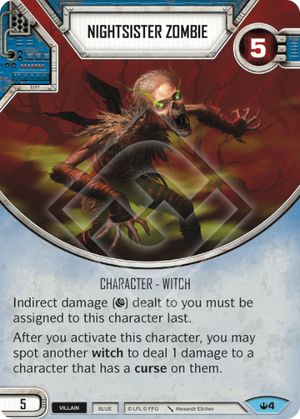 NIGHTSISTER ZOMBIE
5
CHARACTER - WITCH
Indirect damage () dealt to you must be
assigned to this character last.
After you activate this character, you may
spot another witch to deal 1 damage to a
character that has a curse on them.
5
VILLAIN
BLUE
© LFL © FFG
Alexandr Elichev
4